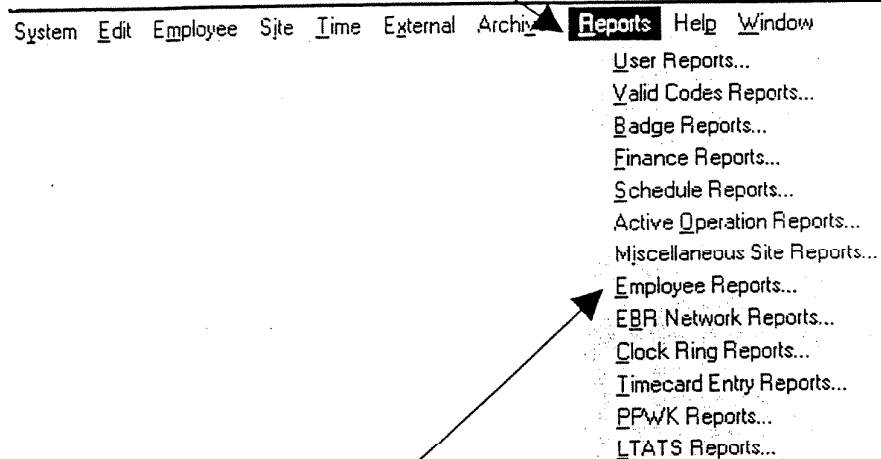 System Edit Employee Site Time External Archiv Reports Help Window
User Reports...
Valid Codes Reports...
Badge Reports...
Finance Reports...
Schedule Reports...
Active Operation Reports...
Miscellaneous Site Reports...
Employee Reports...
EBR Network Reports...
Clock Ring Reports...
Timecard Entry Reports...
PPWK Reports...
LTATS Reports...